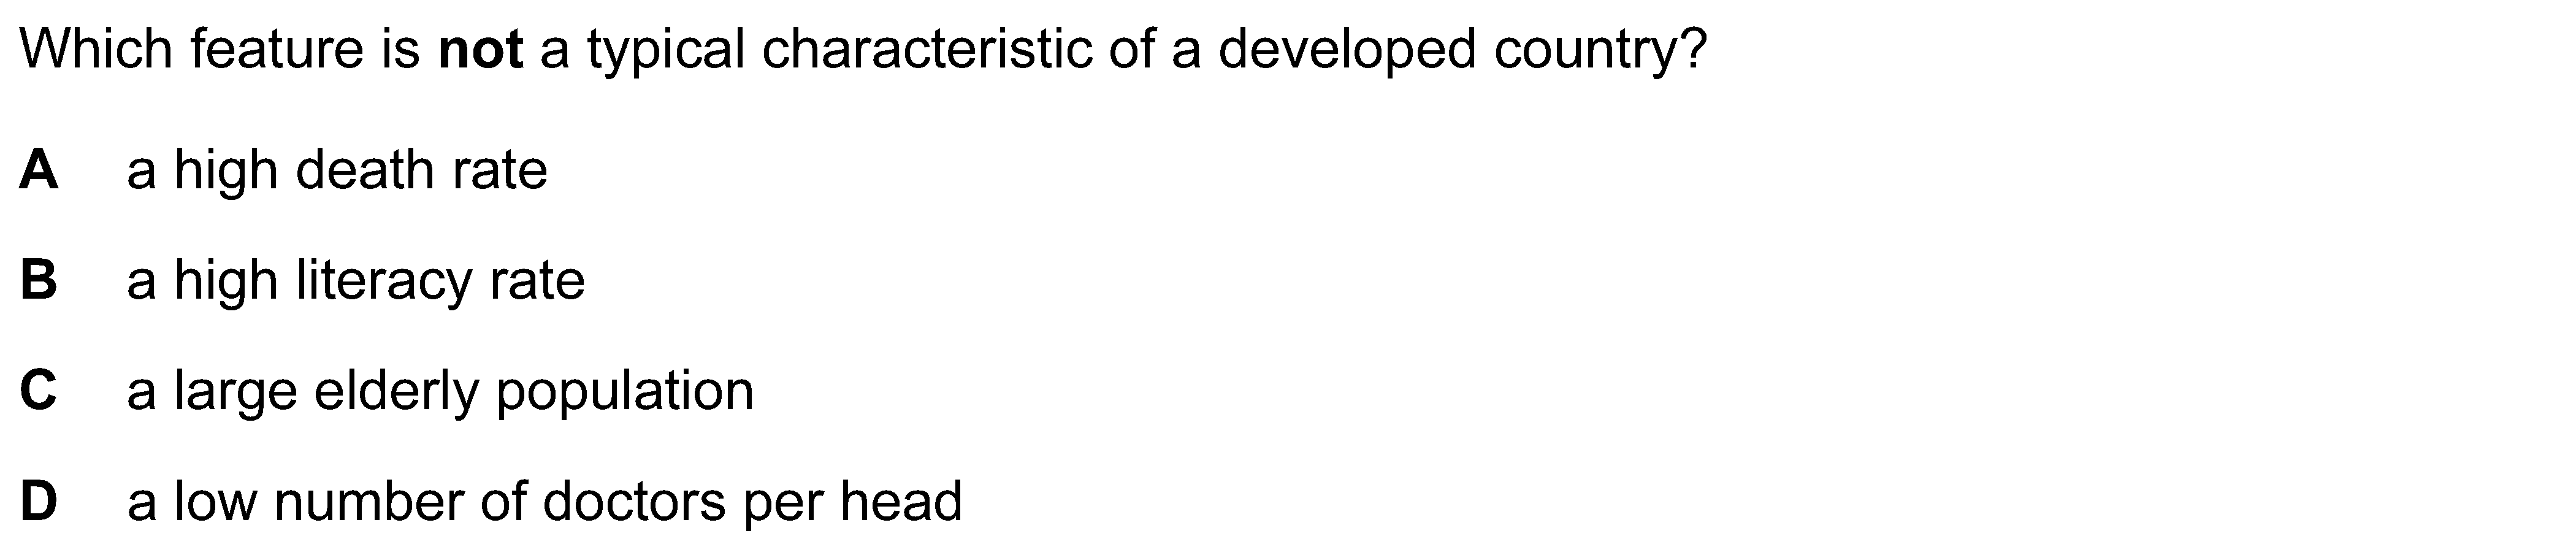 Which feature is not a typical characteristic of a developed country?
A a high death rate
B a high literacy rate
C a large elderly population
D a low number of doctors per head